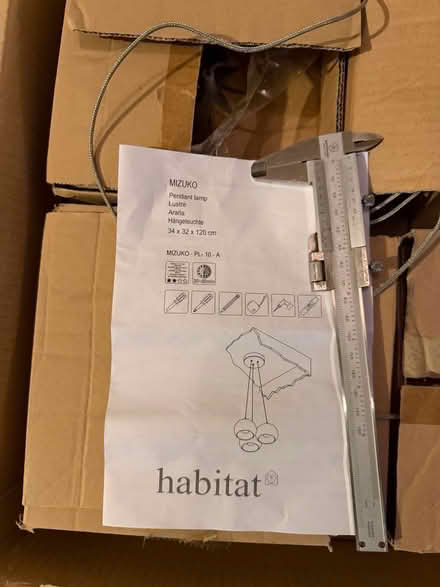 MIZUKO
Pendant lamp
Lustre
Araña
Hängeleuchte
34 x 32 x 120 cm
MIZUKO - PL- 10 - A
habitat